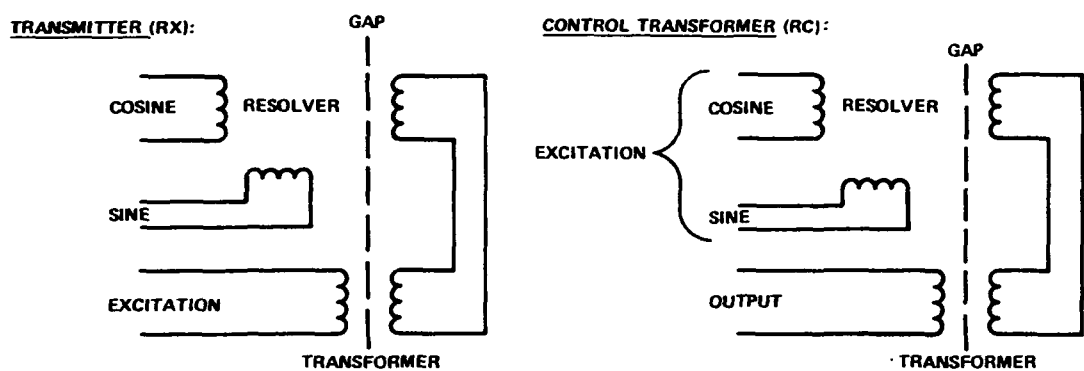 TRANSMITTER (RX):
GAP
COSINE
RESOLVER
SINE
EXCITATION
TRANSFORMER
CONTROL TRANSFORMER (RC):
GAP
EXCITATION
COSINE
RESOLVER
SINE
OUTPUT
TRANSFORMER